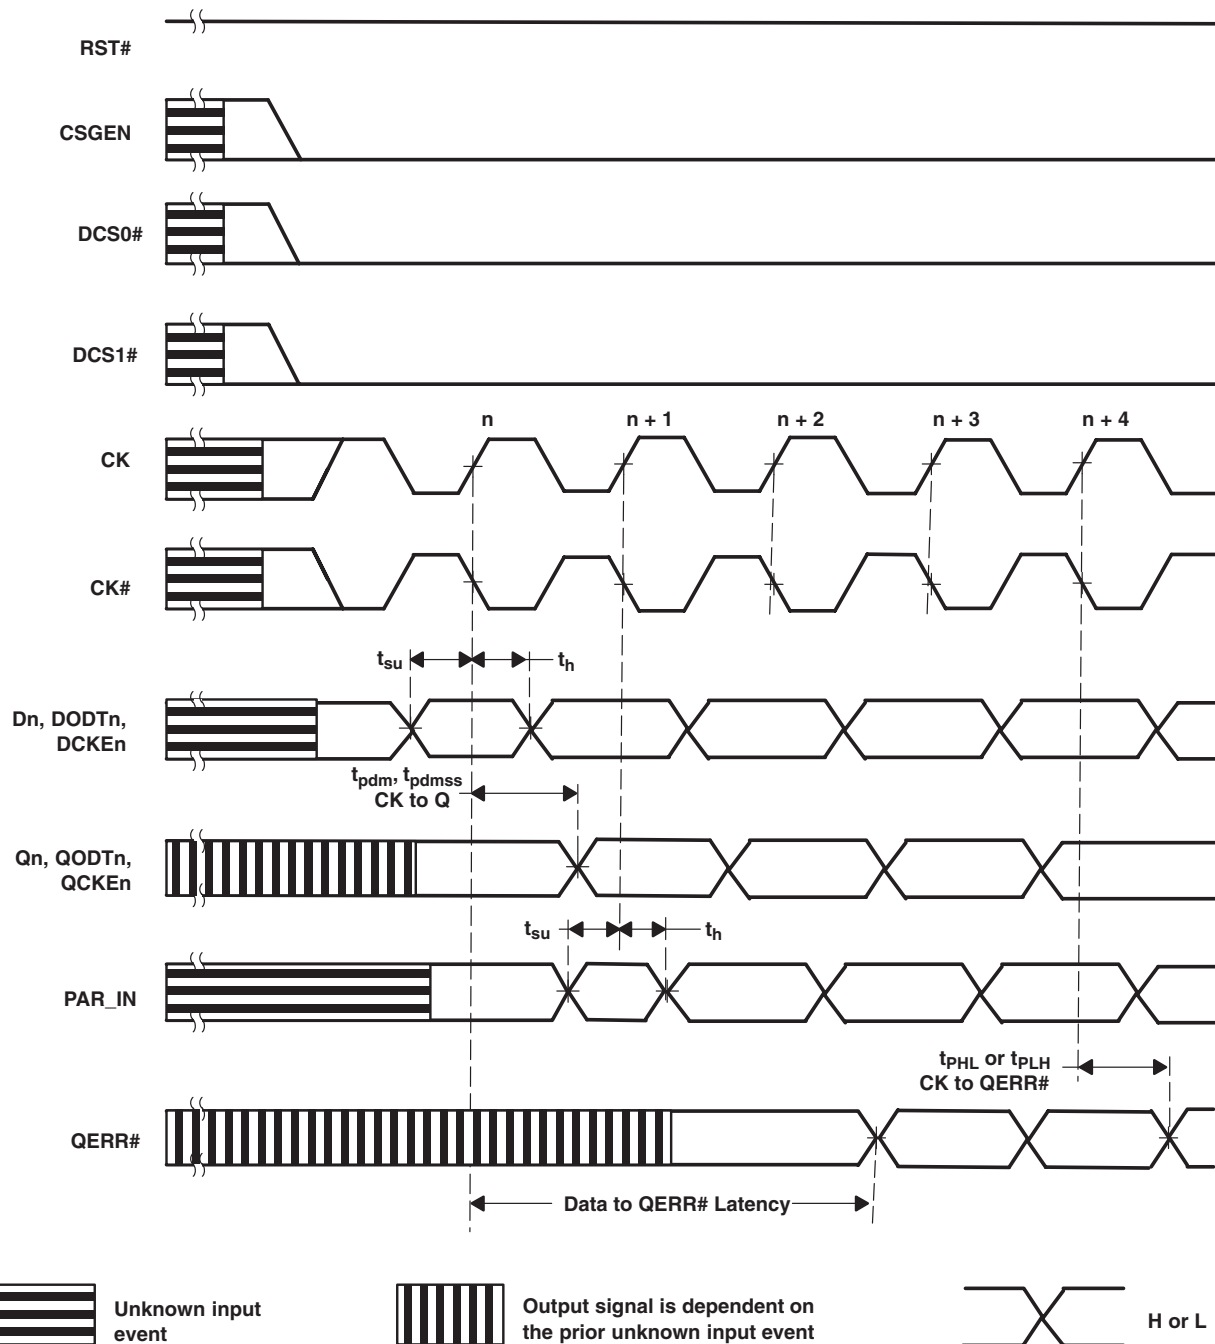 RST#
CSGEN
DCS0#
DCS1#
n
n + 1
n + 2
n + 3
n + 4
CK
CK#
tsu
th
Dn, DODTn,
DCKEn
tpdm, tpdmss
CK to Q
Qn, QODTn,
QCKEn
tsu
th
PAR_IN
tPHL or tPLH
CK to QERR#
QERR#
Data to QERR# Latency
Unknown input
event
Output signal is dependent on
the prior unknown input event
H or L